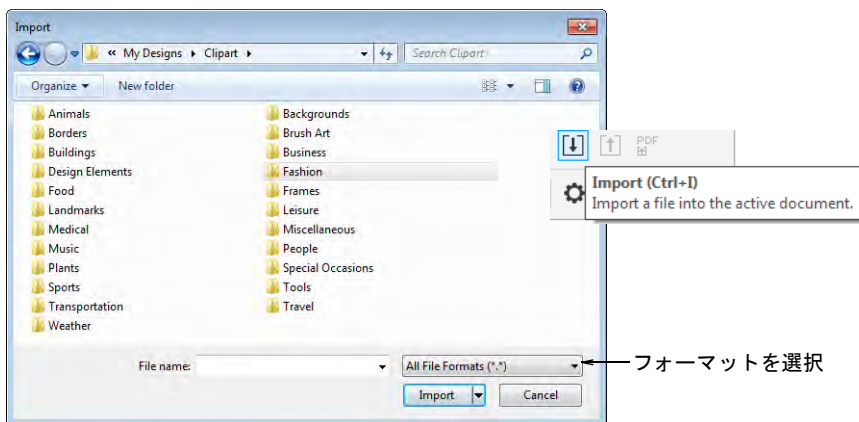 Import
« My Designs ▸ Clipart ▸
Search Clipart
Organize ▾ New folder
Animals
Borders
Buildings
Design Elements
Food
Landmarks
Medical
Music
Plants
Sports
Transportation
Weather
Backgrounds
Brush Art
Business
Fashion
Frames
Leisure
Miscellaneous
People
Special Occasions
Tools
Travel
PDF
Import (Ctrl+I)
Import a file into the active document.
File name:
All File Formats (*.*)
フォーマットを選択
Import
Cancel